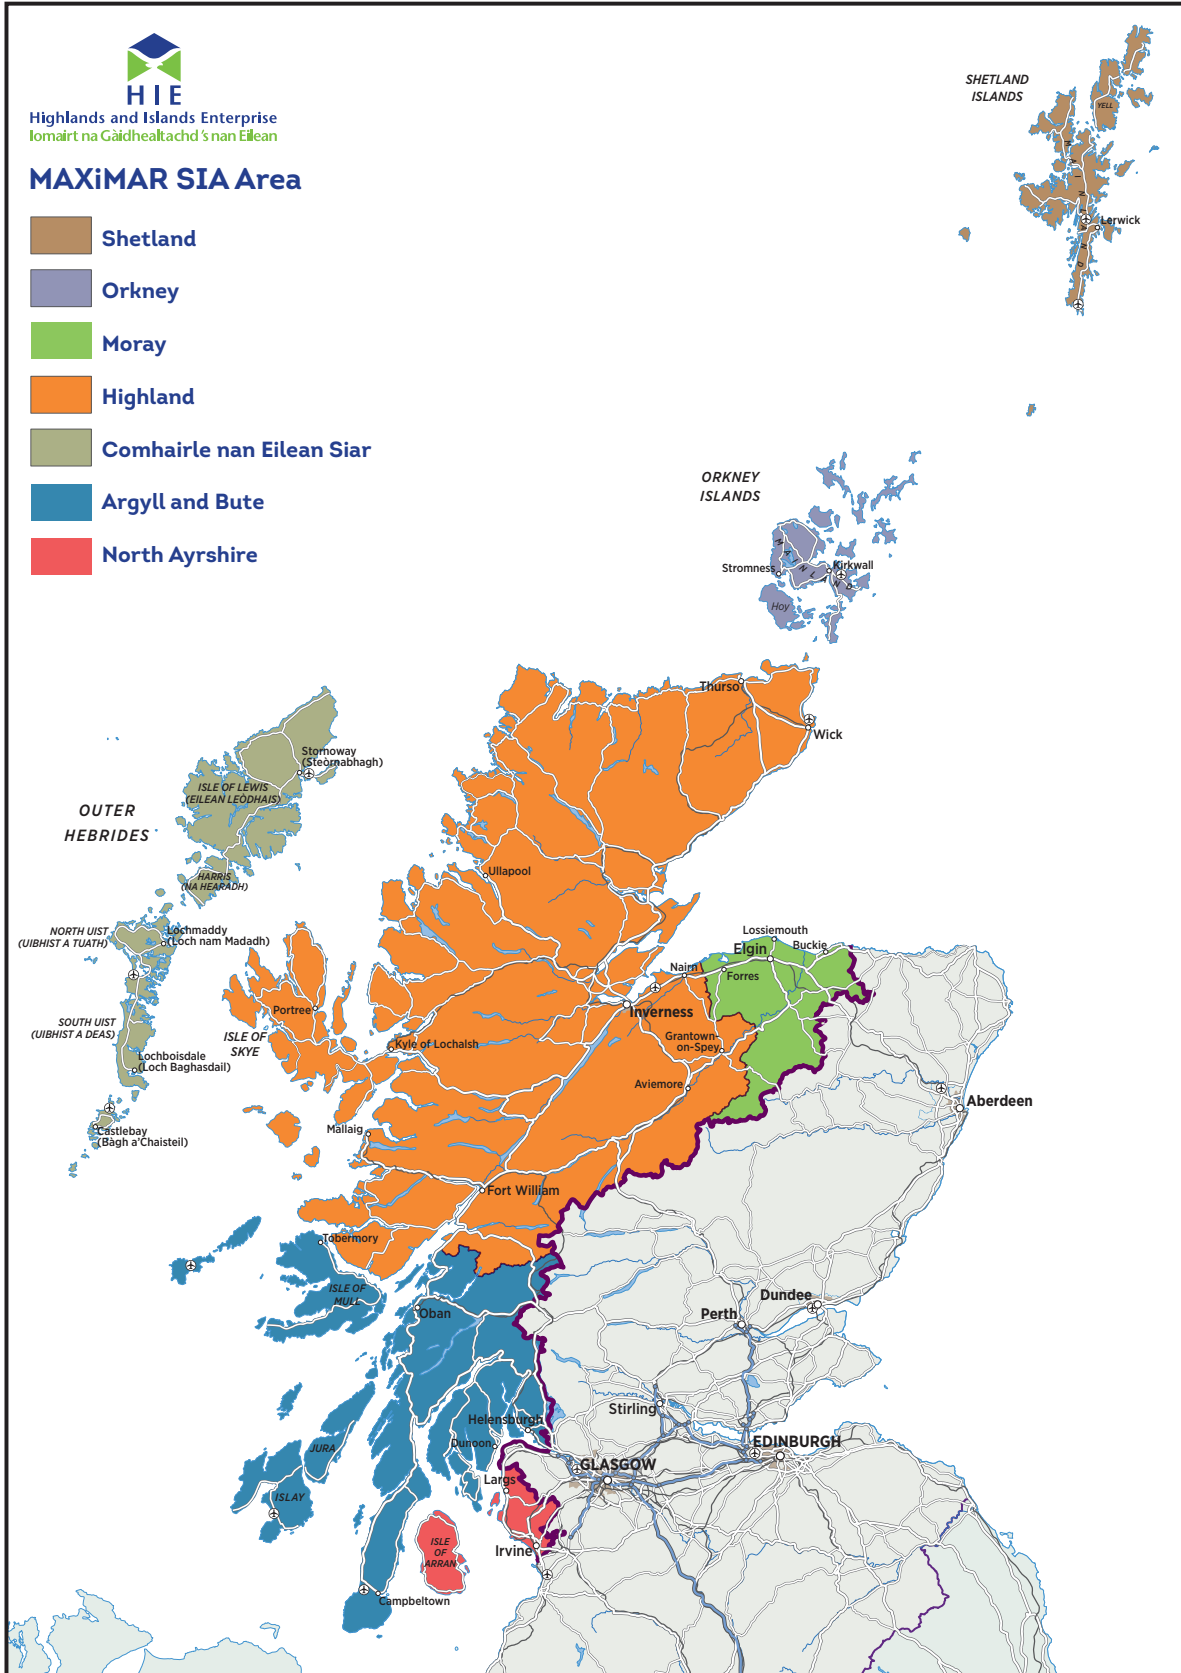 HIE
Highlands and Islands Enterprise
Iomairt na Gàidhealtachd 's nan Eilean
MAXiMAR SIA Area
Shetland
Orkney
Moray
Highland
Comhairle nan Eilean Siar
Argyll and Bute
North Ayrshire
SHETLAND
ISLANDS
YELL
MAINLAND
Lerwick
ORKNEY
ISLANDS
MAINLAND
Stromness
Kirkwall
Hoy
Thurso
Wick
Stornoway
(Steòrnabhagh)
ISLE OF LEWIS
(EILEAN LEÒDHAIS)
OUTER
HEBRIDES
HARRIS
(NA HEARADH)
Ullapool
NORTH UIST
(UIBHIST A TUATH)
Lochmaddy
(Loch nam Madadh)
Lossiemouth
Elgin
Buckie
Nairn
Forres
Portree
Inverness
SOUTH UIST
(UIBHIST A DEAS)
ISLE OF
SKYE
Kyle of Lochalsh
Grantown-
on-Spey
Lochboisdale
(Loch Baghasdail)
Aviemore
Aberdeen
Castlebay
(Bàgh a'Chaisteil)
Mallaig
Fort William
Tobermory
ISLE OF
MULL
Oban
Dundee
Perth
Stirling
Helensburgh
Dunoon
JURA
EDINBURGH
GLASGOW
Largs
ISLAY
ISLE
OF
ARRAN
Irvine
Campbeltown